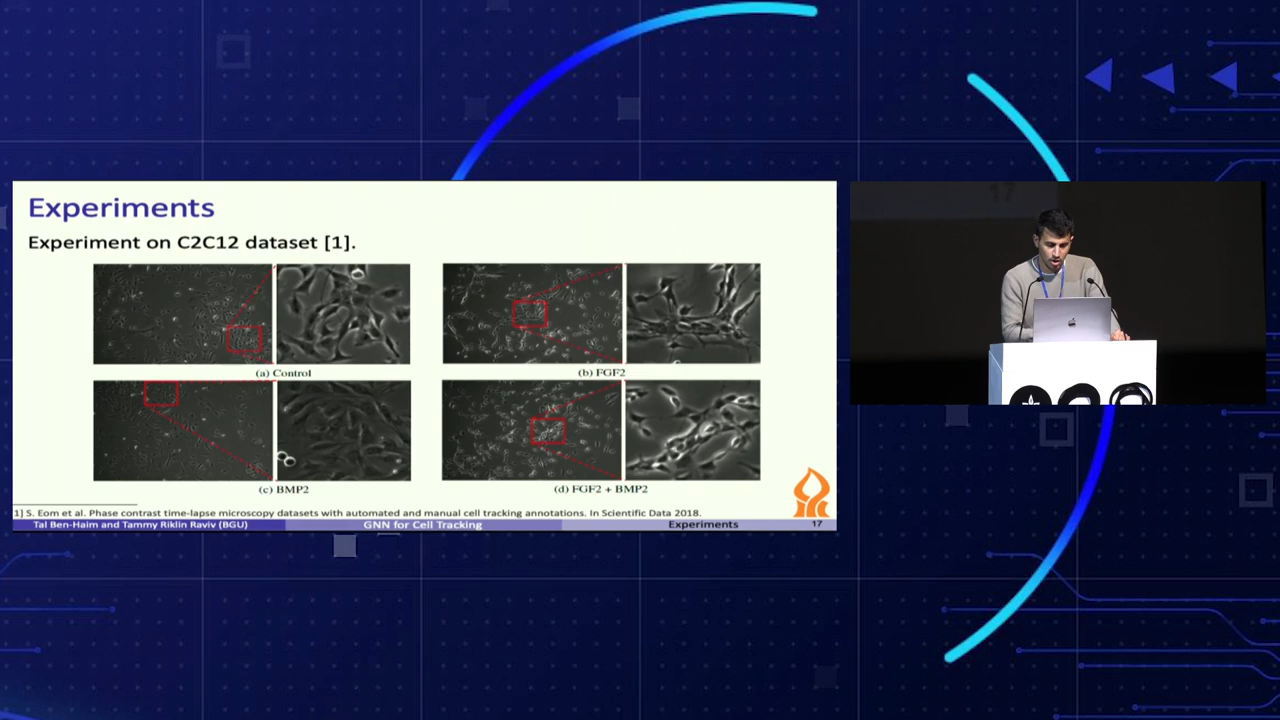 Experiments
Experiment on C2C12 dataset [1].
(a) Control
(b) FGF2
(c) BMP2
(d) FGF2 + BMP2
1] S. Eom et al. Phase contrast time-lapse microscopy datasets with automated and manual cell tracking annotations. In Scientific Data 2018.
Tal Ben-Haim and Tammy Riklin Raviv (BGU) GNN for Cell Tracking Experiments 17
17